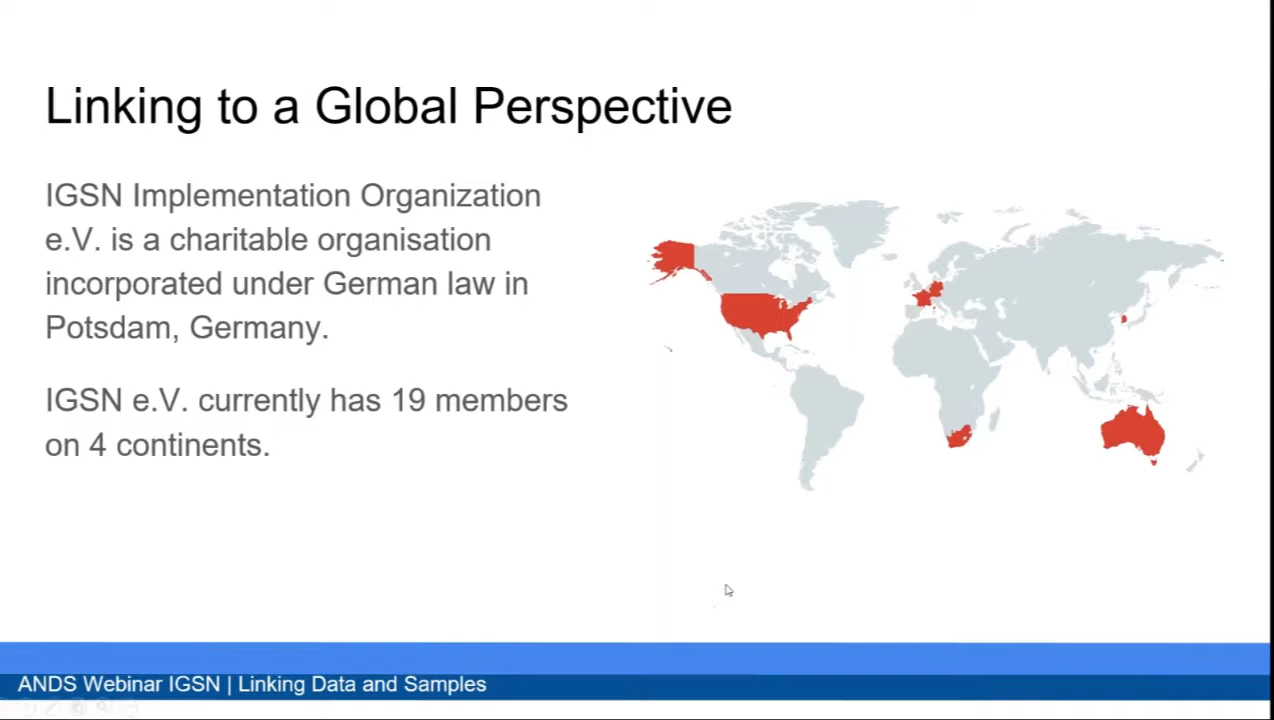 Linking to a Global Perspective
IGSN Implementation Organization
e.V. is a charitable organisation
incorporated under German law in
Potsdam, Germany.
IGSN e.V. currently has 19 members
on 4 continents.
ANDS Webinar IGSN | Linking Data and Samples